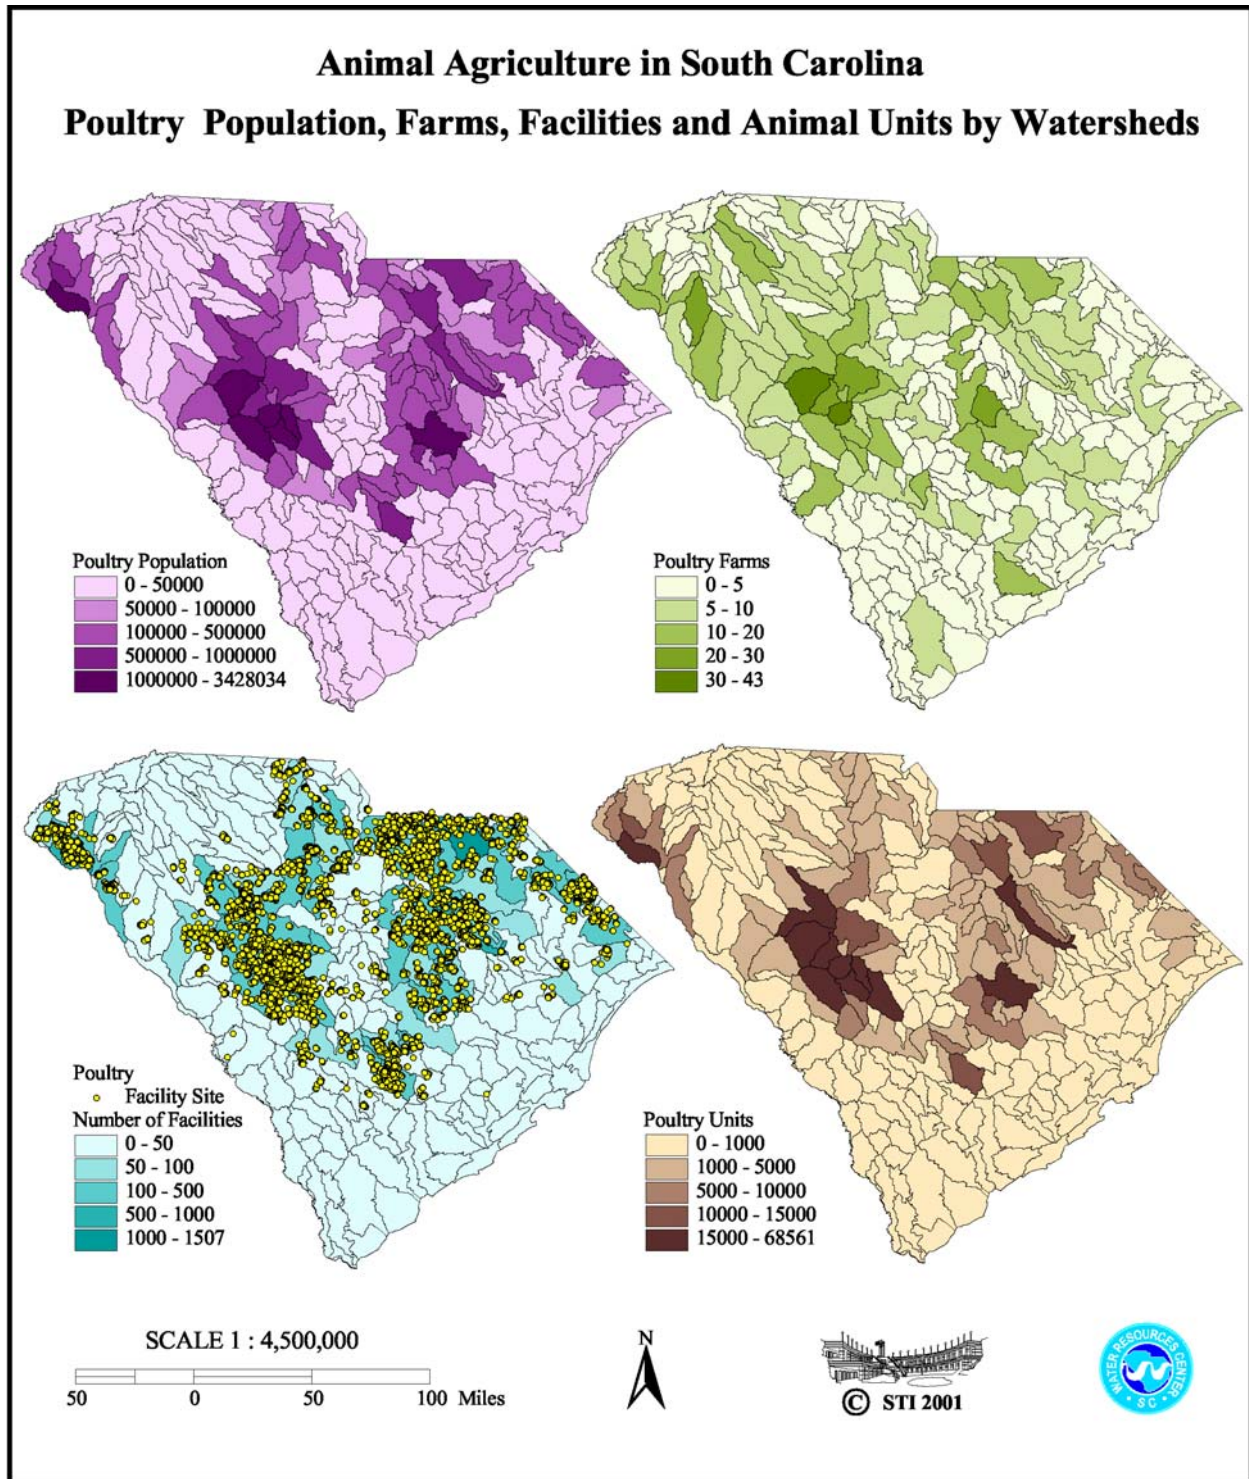 Animal Agriculture in South Carolina
Poultry Population, Farms, Facilities and Animal Units by Watersheds
Poultry Population
0 - 50000
50000 - 100000
100000 - 500000
500000 - 1000000
1000000 - 3428034
Poultry Farms
0 - 5
5 - 10
10 - 20
20 - 30
30 - 43
Poultry
Facility Site
Number of Facilities
0 - 50
50 - 100
100 - 500
500 - 1000
1000 - 1507
Poultry Units
0 - 1000
1000 - 5000
5000 - 10000
10000 - 15000
15000 - 68561
SCALE 1 : 4,500,000
50 0 50 100 Miles
N
© STI 2001
WATER RESOURCES CENTER
· SC ·